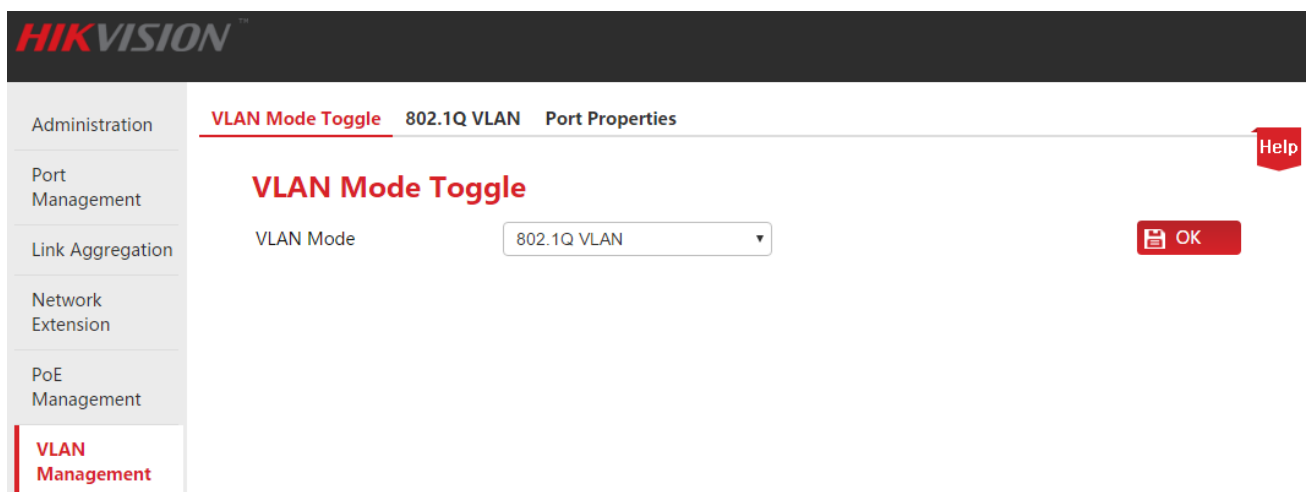 HIKVISION™
Administration
Port
Management
Link Aggregation
Network
Extension
PoE
Management
VLAN
Management
VLAN Mode Toggle 802.1Q VLAN Port Properties
Help
VLAN Mode Toggle
VLAN Mode 802.1Q VLAN OK